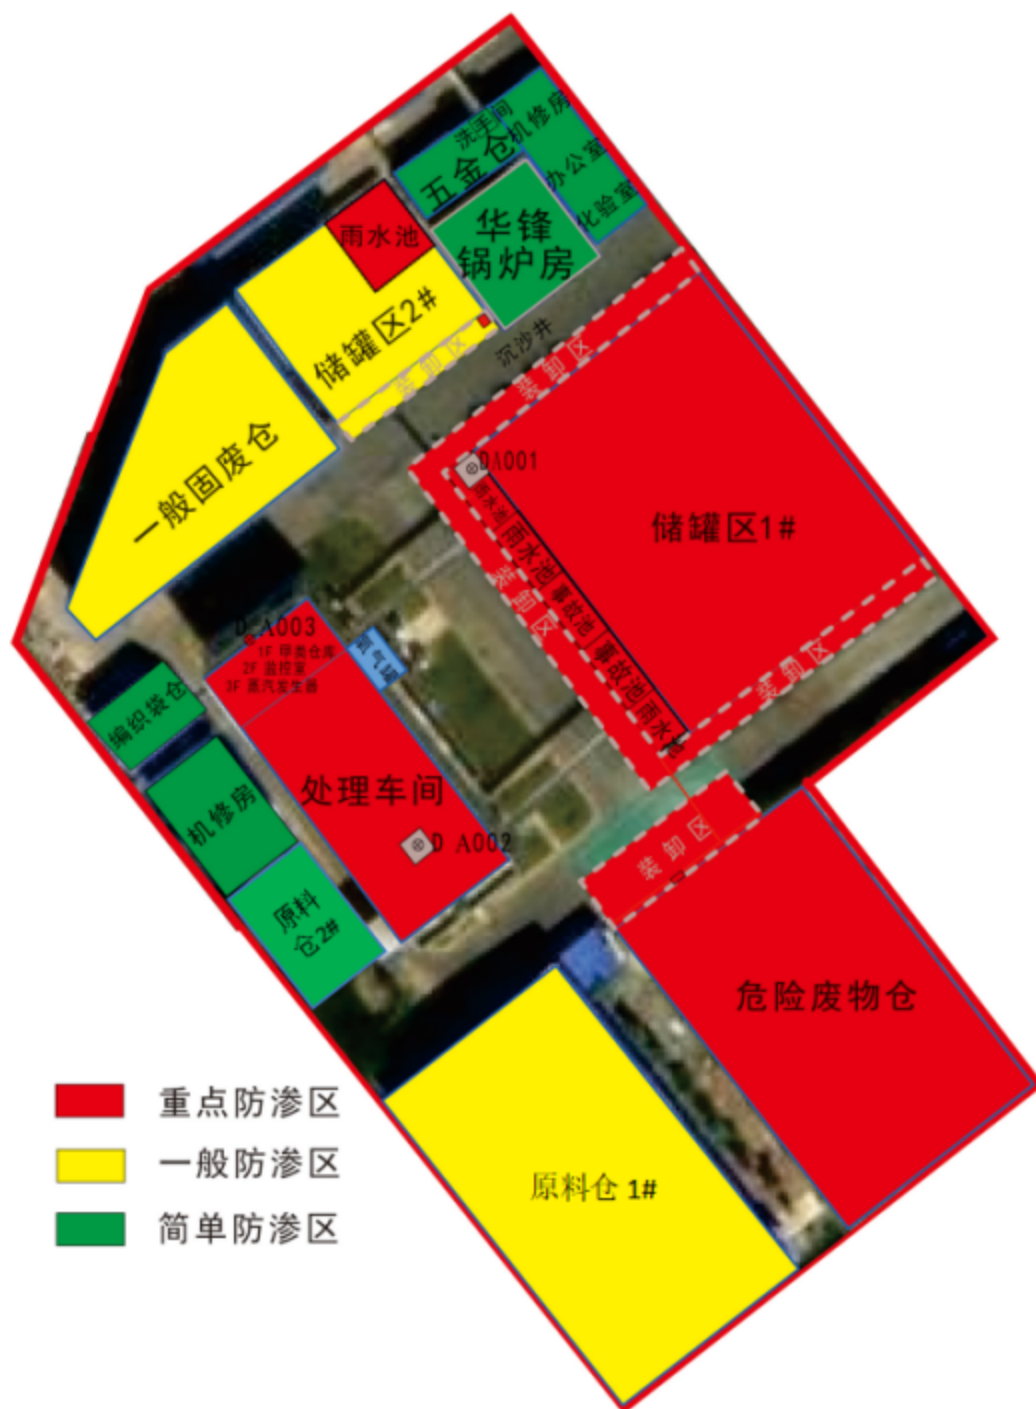 洗手间
机修房
五金仓
办公室
化验室
雨水池
华锋
锅炉房
储罐区2#
沉沙井
装卸区
装卸区
一般固废仓
DA001
雨水池
雨水池
事故池
事故池
雨水池
储罐区1#
装卸区
装卸区
D A003
1F 甲类仓库
2F 监控室
3F 蒸汽发生器
编织袋仓
处理车间
机修房
D A002
装卸区
原料
仓2#
危险废物仓
重点防渗区
一般防渗区
原料仓 1#
简单防渗区